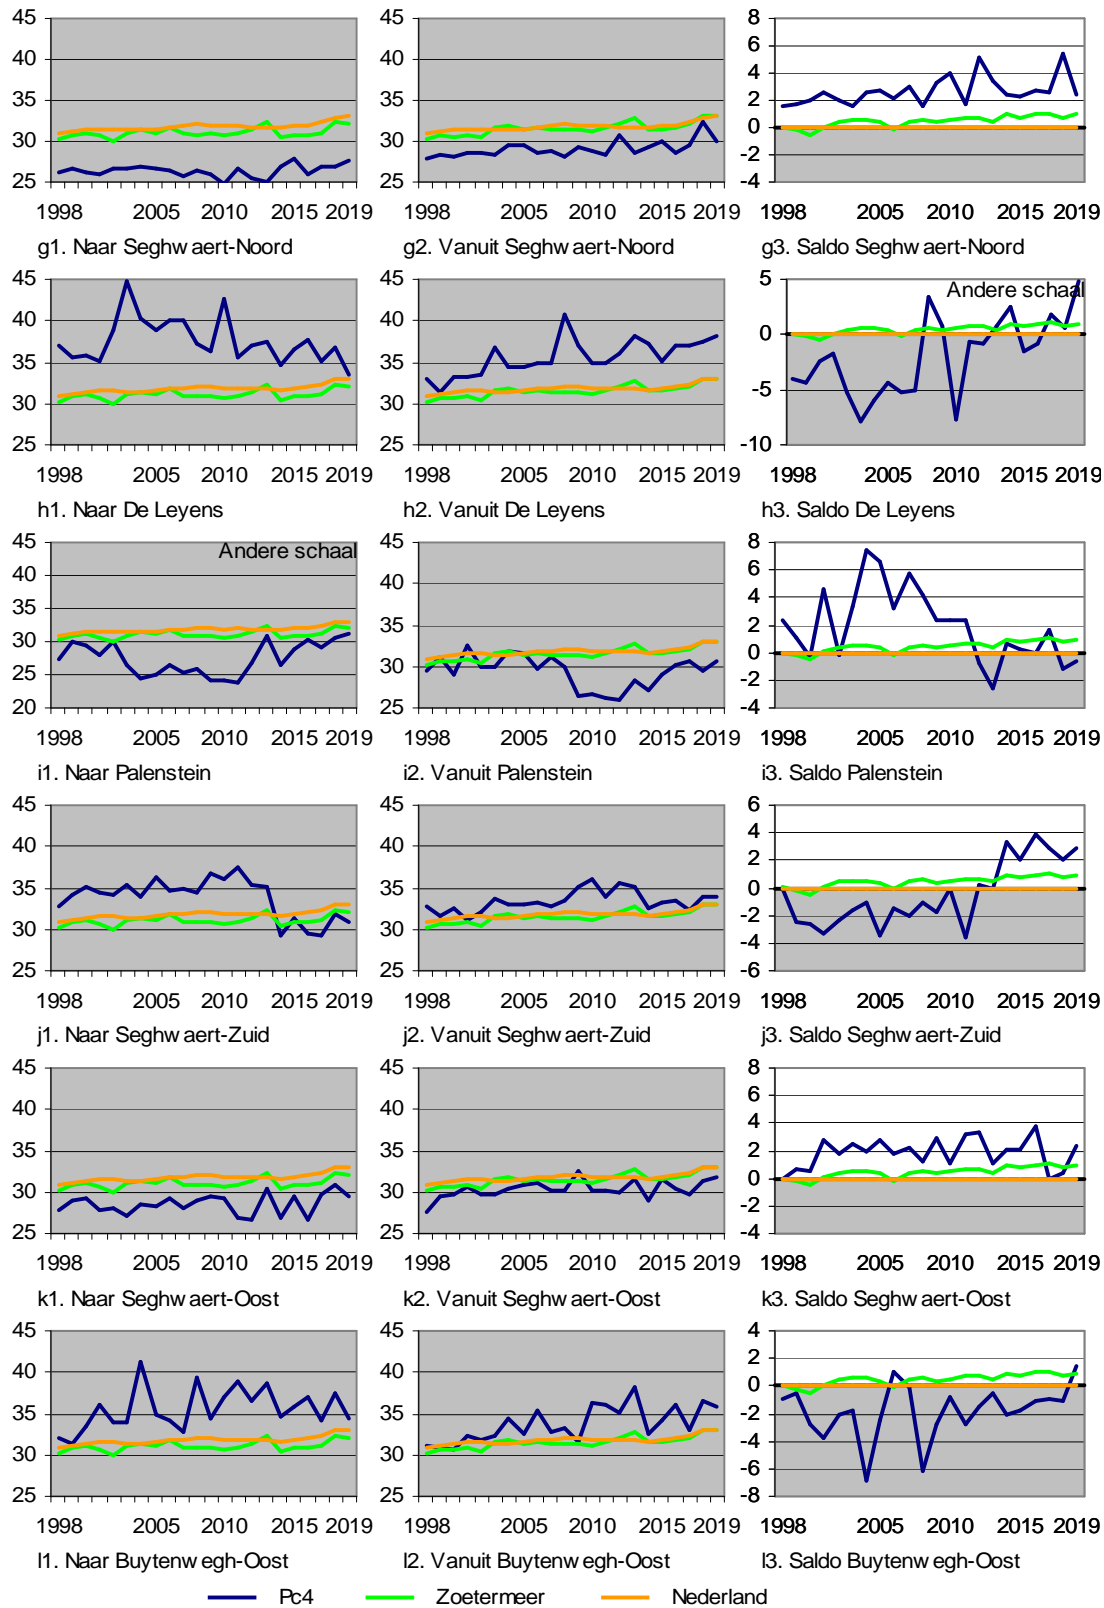 45 45 8
40 40 6
4
35 35
2
30 30 0
-2
25 25 -4
1998 2005 2010 2015 2019 1998 2005 2010 2015 2019 1998 2005 2010 2015 2019
g1. Naar Seghwaert-Noord g2. Vanuit Seghwaert-Noord g3. Saldo Seghwaert-Noord
45 45 5 Andere schaal
40 40 0
35 35
30 30 -5
25 25 -10
1998 2005 2010 2015 2019 1998 2005 2010 2015 2019 1998 2005 2010 2015 2019
h1. Naar De Leyens h2. Vanuit De Leyens h3. Saldo De Leyens
45 Andere schaal 45 8
40 40 6
35 4
35 2
30 30 0
25 -2
20 25 -4
1998 2005 2010 2015 2019 1998 2005 2010 2015 2019 1998 2005 2010 2015 2019
i1. Naar Palenstein i2. Vanuit Palenstein i3. Saldo Palenstein
45 45 6
40 40 4
2
35 35 0
30 30 -2
-4
25 25 -6
1998 2005 2010 2015 2019 1998 2005 2010 2015 2019 1998 2005 2010 2015 2019
j1. Naar Seghwaert-Zuid j2. Vanuit Seghwaert-Zuid j3. Saldo Seghwaert-Zuid
45 45 8
40 40 6
4
35 35 2
30 30 0
-2
25 25 -4
1998 2005 2010 2015 2019 1998 2005 2010 2015 2019 1998 2005 2010 2015 2019
k1. Naar Seghwaert-Oost k2. Vanuit Seghwaert-Oost k3. Saldo Seghwaert-Oost
45 45 4
40 40 2
0
35 35 -2
30 30 -4
-6
25 25 -8
1998 2005 2010 2015 2019 1998 2005 2010 2015 2019 1998 2005 2010 2015 2019
l1. Naar Buytenwegh-Oost l2. Vanuit Buytenwegh-Oost l3. Saldo Buytenwegh-Oost
Pc4 Zoetermeer Nederland